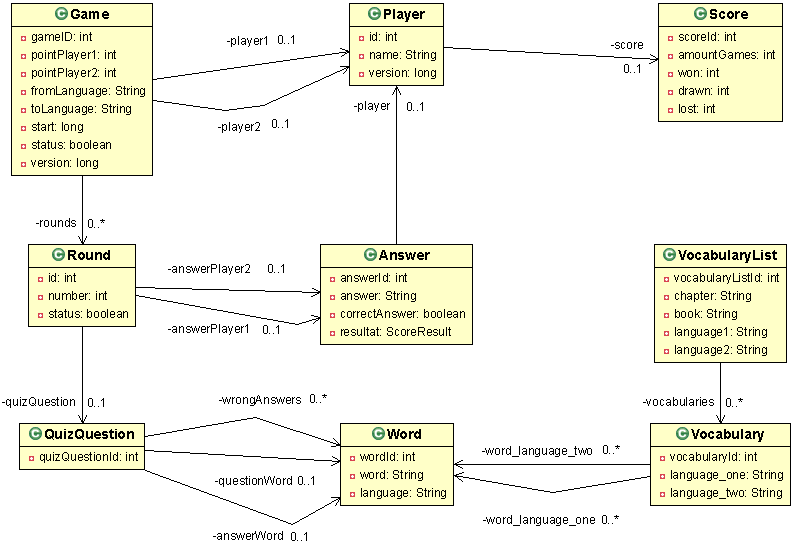 Game
gameID: int
pointPlayer1: int
pointPlayer2: int
fromLanguage: String
toLanguage: String
start: long
status: boolean
version: long
-player1 0..1
-player2 0..1
Player
id: int
name: String
version: long
-score
0..1
Score
scoreId: int
amountGames: int
won: int
drawn: int
lost: int
-player 0..1
-rounds 0..*
Round
id: int
number: int
status: boolean
-answerPlayer2 0..1
-answerPlayer1 0..1
Answer
answerId: int
answer: String
correctAnswer: boolean
resultat: ScoreResult
VocabularyList
vocabularyListId: int
chapter: String
book: String
language1: String
language2: String
-quizQuestion 0..1
-vocabularies 0..*
QuizQuestion
quizQuestionId: int
-wrongAnswers 0..*
-questionWord 0..1
-answerWord 0..1
Word
wordId: int
word: String
language: String
-word_language_two 0..*
-word_language_one 0..*
Vocabulary
vocabularyId: int
language_one: String
language_two: String